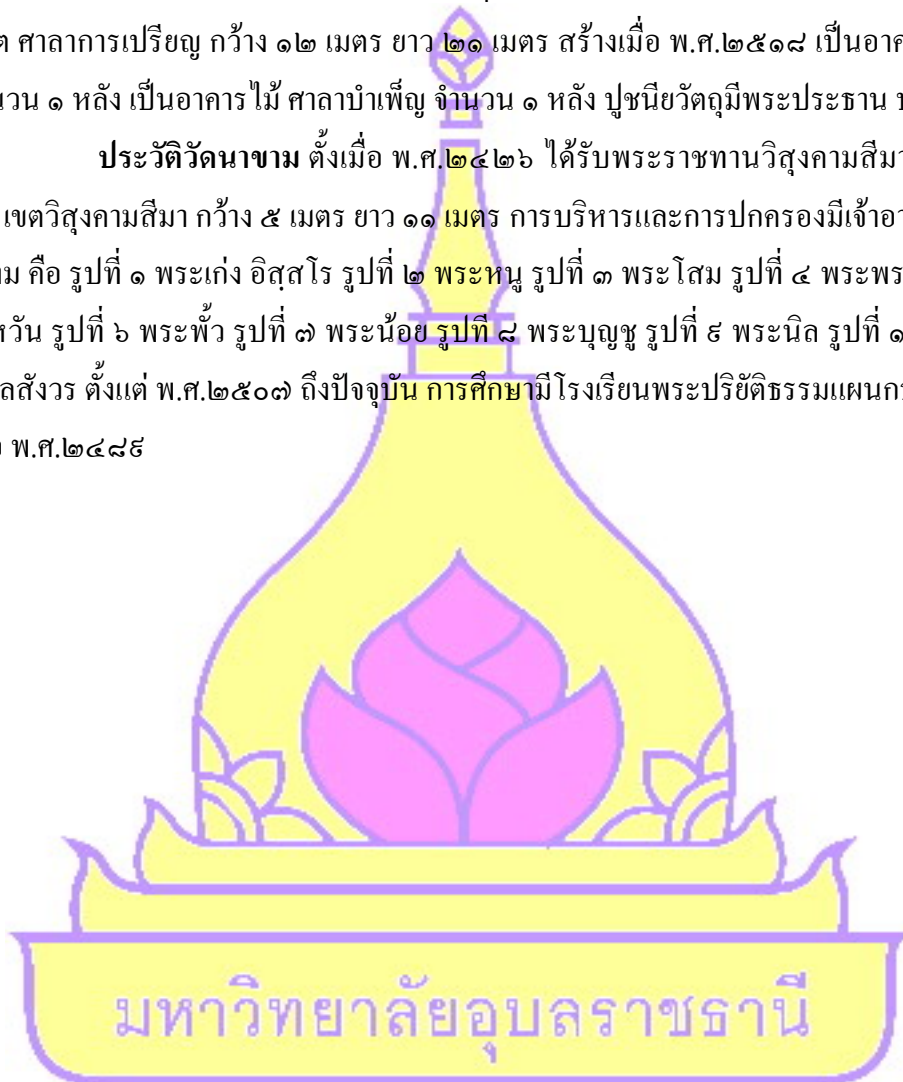 ศาลาการเปรียญ กว้าง ๑๒ เมตร ยาว ๒๑ เมตร สร้างเมื่อ พ.ศ.๒๕๑๘ เป็นอาค
นวน ๑ หลัง เป็นอาคารไม้ ศาลาบำเพ็ญ จำนวน ๑ หลัง ปูชนียวัตถุมีพระประธาน
ประวัติวัดนาขาม ตั้งเมื่อ พ.ศ.๒๔๒๖ ได้รับพระราชทานวิสุงคามสีมา
เขตวิสุงคามสีมา กว้าง ๕ เมตร ยาว ๑๑ เมตร การบริหารและการปกครองมีเจ้าอา
าม คือ รูปที่ ๑ พระเก่ง อิสฺสโร รูปที่ ๒ พระหนู รูปที่ ๓ พระโสม รูปที่ ๔ พระพร
หวัน รูปที่ ๖ พระพั้ว รูปที่ ๗ พระน้อย รูปที ๘ พระบุญชู รูปที่ ๙ พระนิล รูปที่ ๑
ลสังวร ตั้งแต่ พ.ศ.๒๕๐๗ ถึงปัจจุบัน การศึกษามีโรงเรียนพระปริยัติธรรมแผนก
พ.ศ.๒๔๘๙
มหาวิทยาลัยอุบลราชธานี